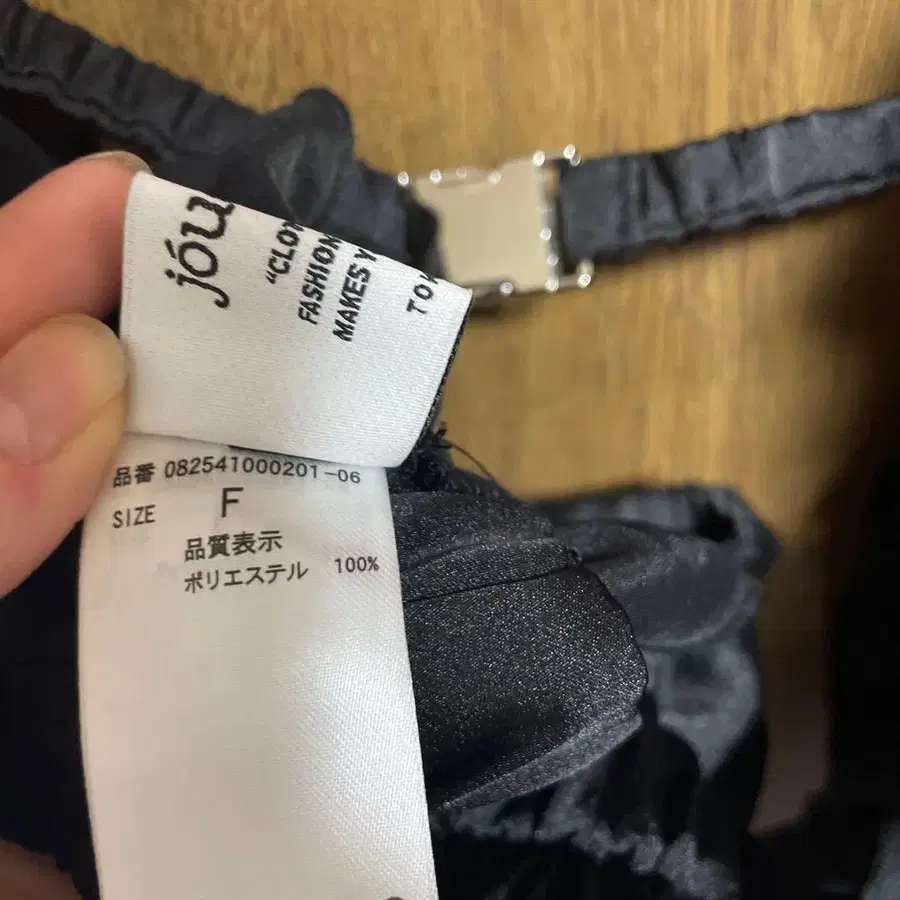 jóu
"CLO
FASHION
MAKES Y
TO
品番 082541000201-06
SIZE F
品質表示
ポリエステル 100%